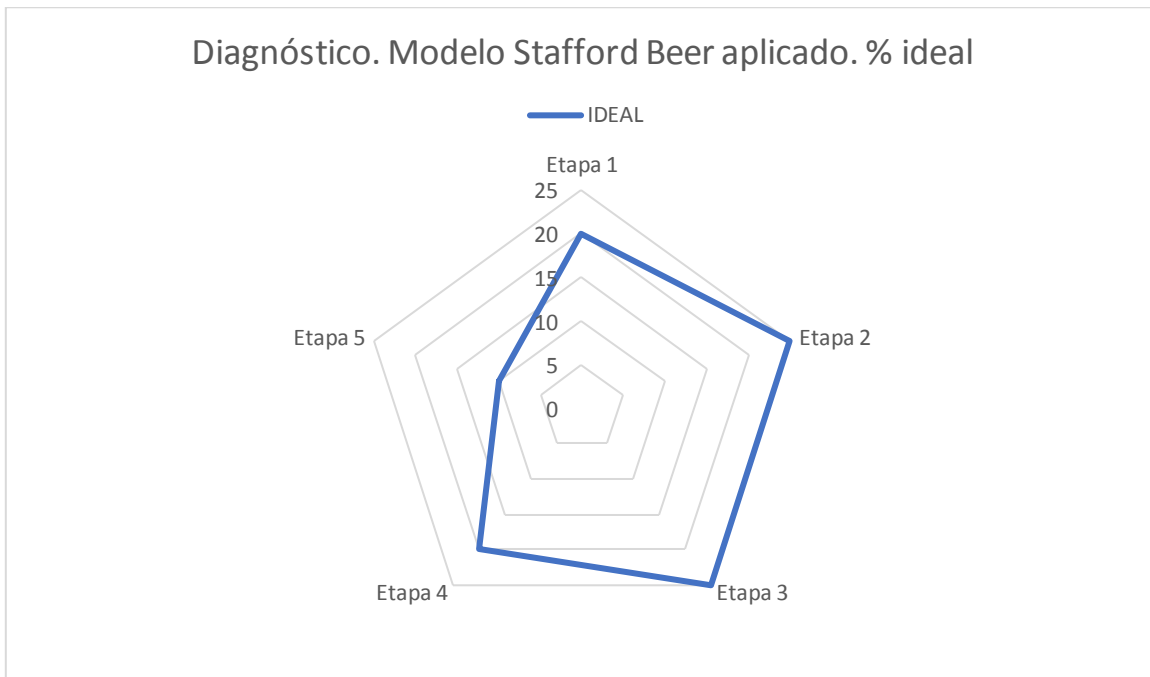 Diagnóstico. Modelo Stafford Beer aplicado. % ideal
IDEAL
Etapa 1
25
20
15
10
5
0
Etapa 2
Etapa 3
Etapa 4
Etapa 5